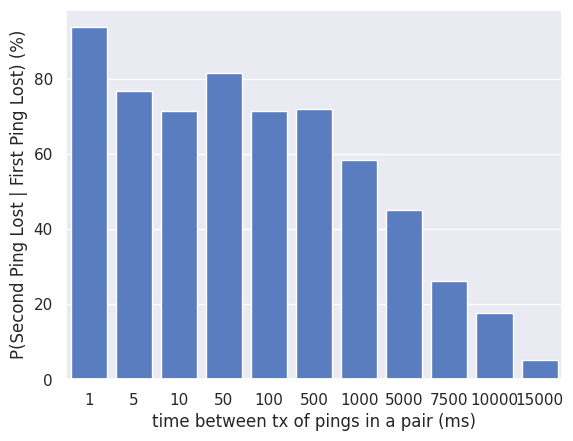 P(Second Ping Lost | First Ping Lost) (%)
80
60
40
20
0
1 5 10 50 100 500 1000 5000 7500 10000 15000
time between tx of pings in a pair (ms)